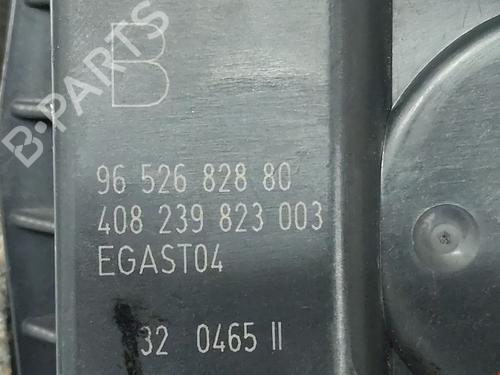 B
B-PARTS
96 526 828 80
408 239 823 003
EGAST04
32 0465 II